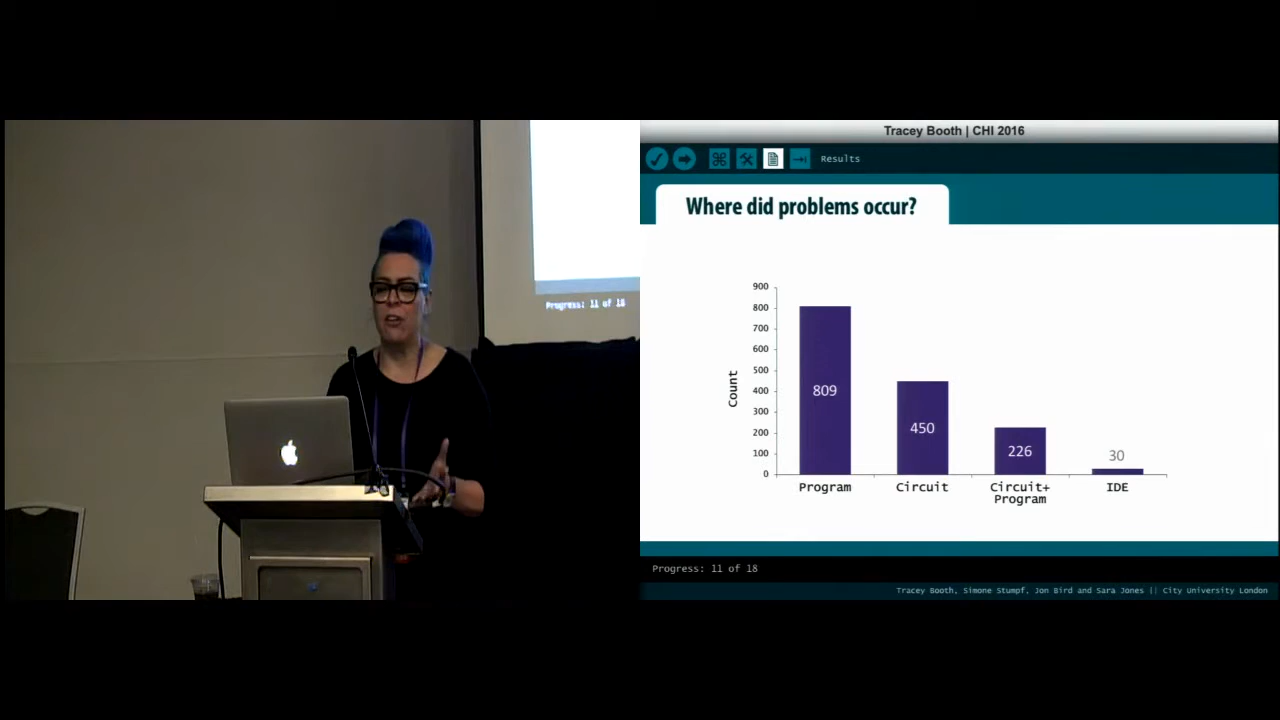 Progress: 11 of 18
Tracey Booth | CHI 2016
Results
Where did problems occur?
900
800
700
600
500
400
300
200
100
0
Count
809
450
226
30
Program
Circuit
Circuit+
Program
IDE
Progress: 11 of 18
Tracey Booth, Simone Stumpf, Jon Bird and Sara Jones || City University London